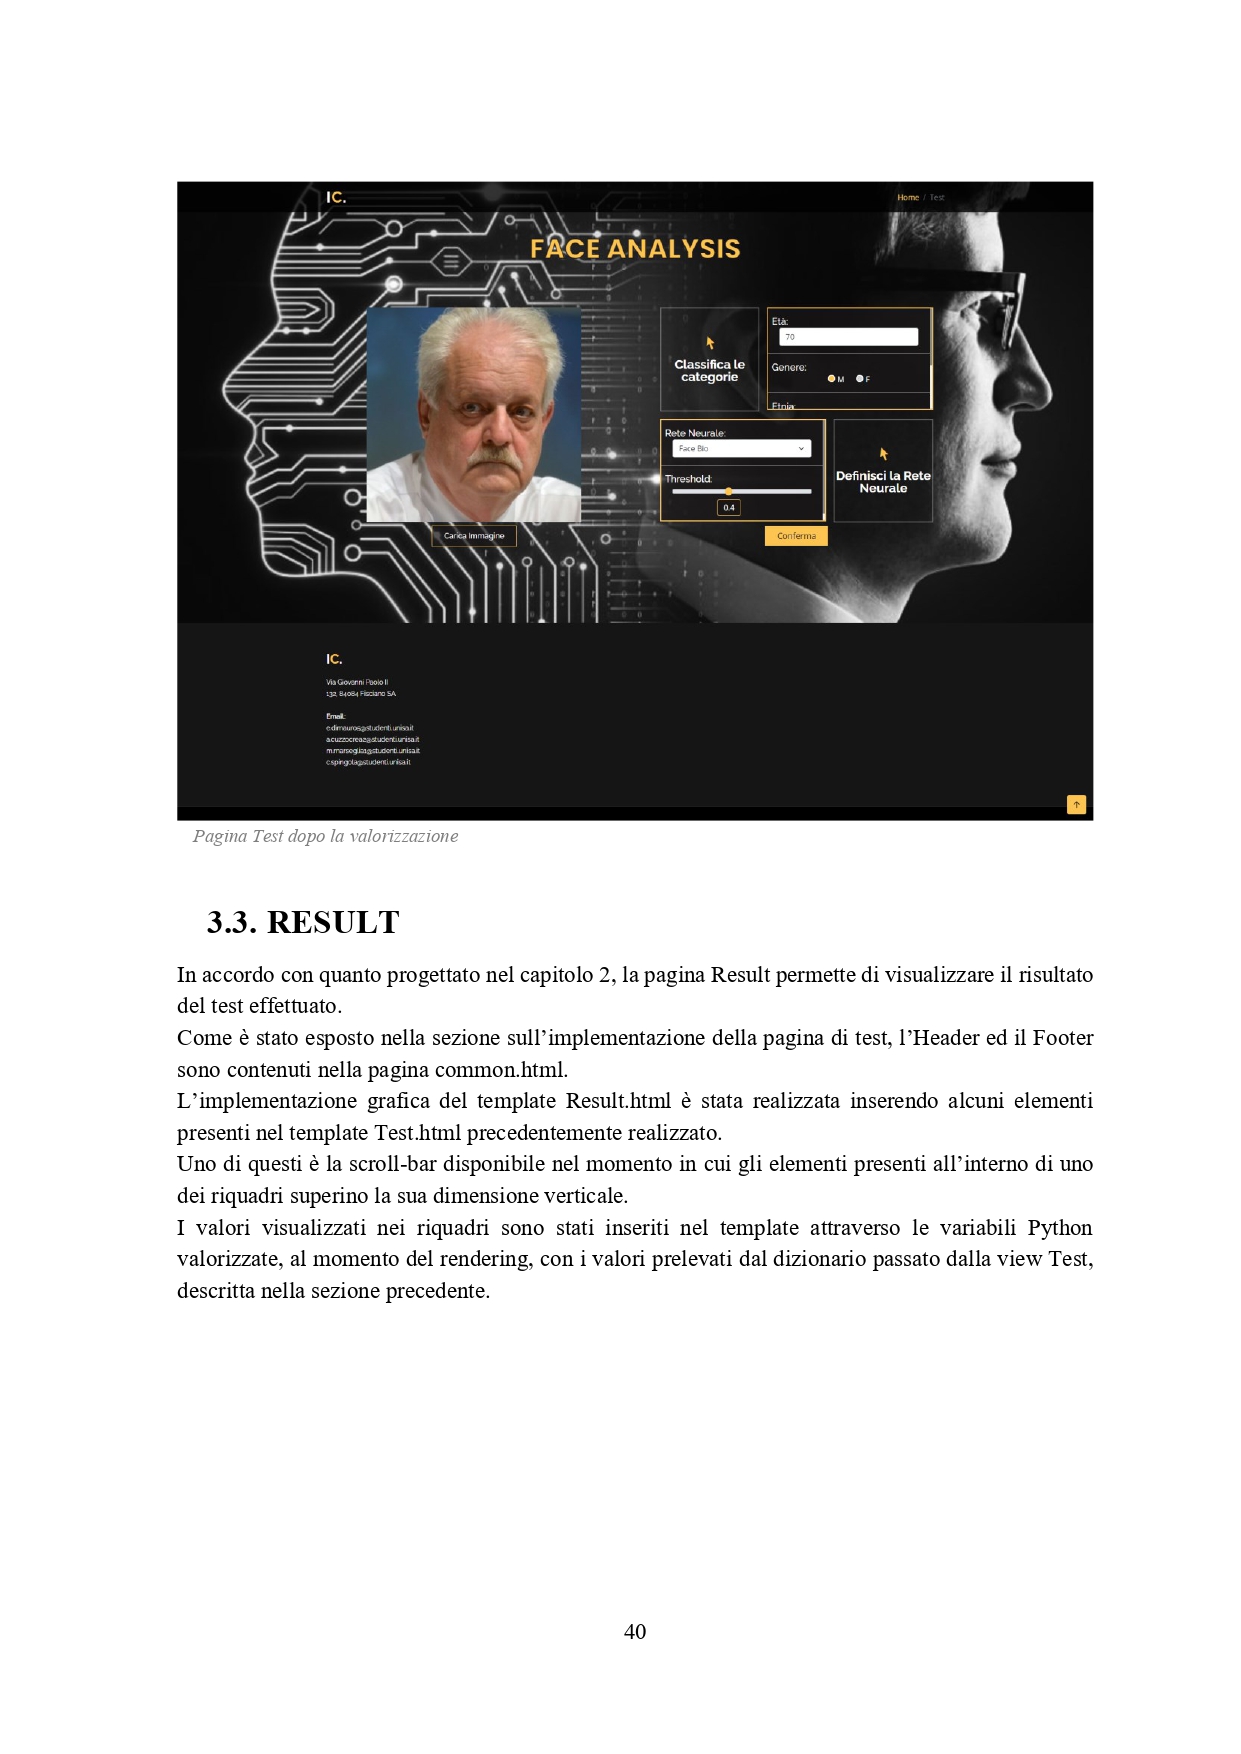 IC.
Home / Test
FACE ANALYSIS
Classifica le
categorie
Età:
70
Genere:
M F
Etnia:
Rete Neurale:
Face Bio
Threshold:
0.4
Definisci la Rete
Neurale
Carica Immagine
Conferma
IC.
Via Giovanni Paolo II
132, 84084 Fisciano SA
Email:
e.dimauro5@studenti.unisa.it
a.cuzzocrea2@studenti.unisa.it
m.marseglia1@studenti.unisa.it
c.spingola@studenti.unisa.it
Pagina Test dopo la valorizzazione
3.3. RESULT
In accordo con quanto progettato nel capitolo 2, la pagina Result permette di visualizzare il risultato
del test effettuato.
Come è stato esposto nella sezione sull’implementazione della pagina di test, l’Header ed il Footer
sono contenuti nella pagina common.html.
L’implementazione grafica del template Result.html è stata realizzata inserendo alcuni elementi
presenti nel template Test.html precedentemente realizzato.
Uno di questi è la scroll-bar disponibile nel momento in cui gli elementi presenti all’interno di uno
dei riquadri superino la sua dimensione verticale.
I valori visualizzati nei riquadri sono stati inseriti nel template attraverso le variabili Python
valorizzate, al momento del rendering, con i valori prelevati dal dizionario passato dalla view Test,
descritta nella sezione precedente.
40